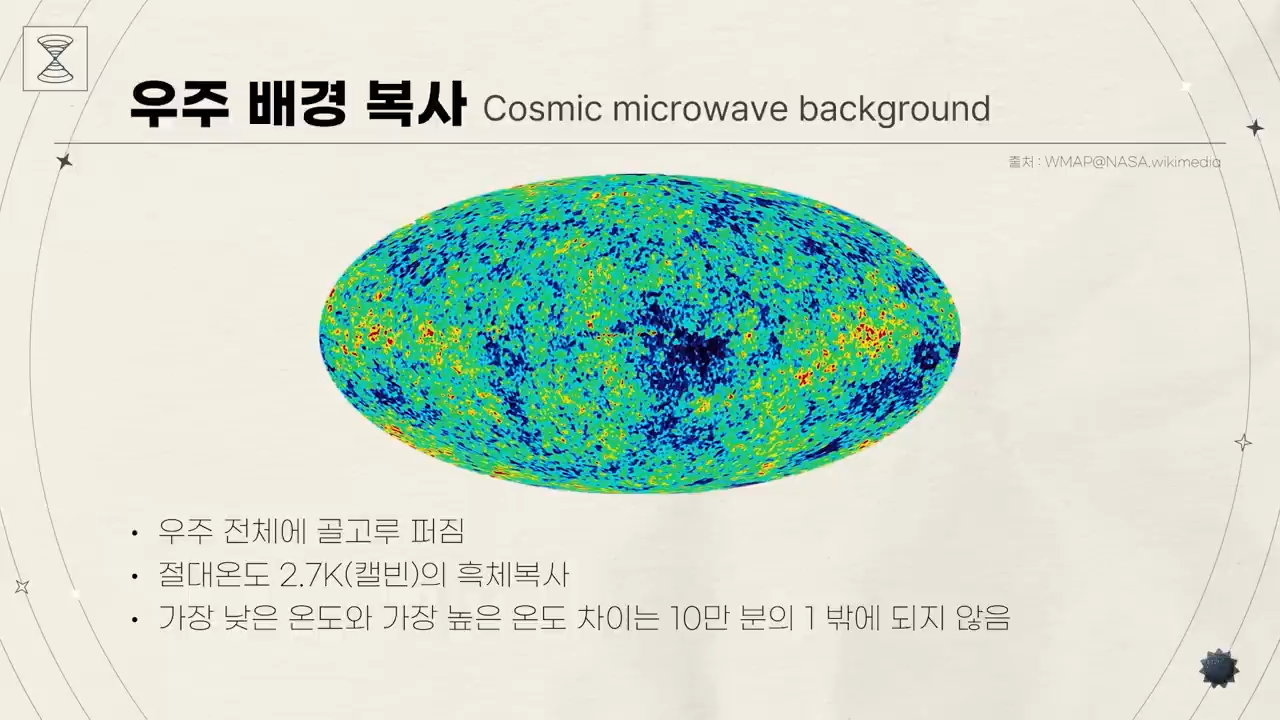 우주 배경 복사 Cosmic microwave background
출처 : WMAP@NASA.wikimedia
• 우주 전체에 골고루 퍼짐
• 절대온도 2.7K(캘빈)의 흑체복사
• 가장 낮은 온도와 가장 높은 온도 차이는 10만 분의 1 밖에 되지 않음